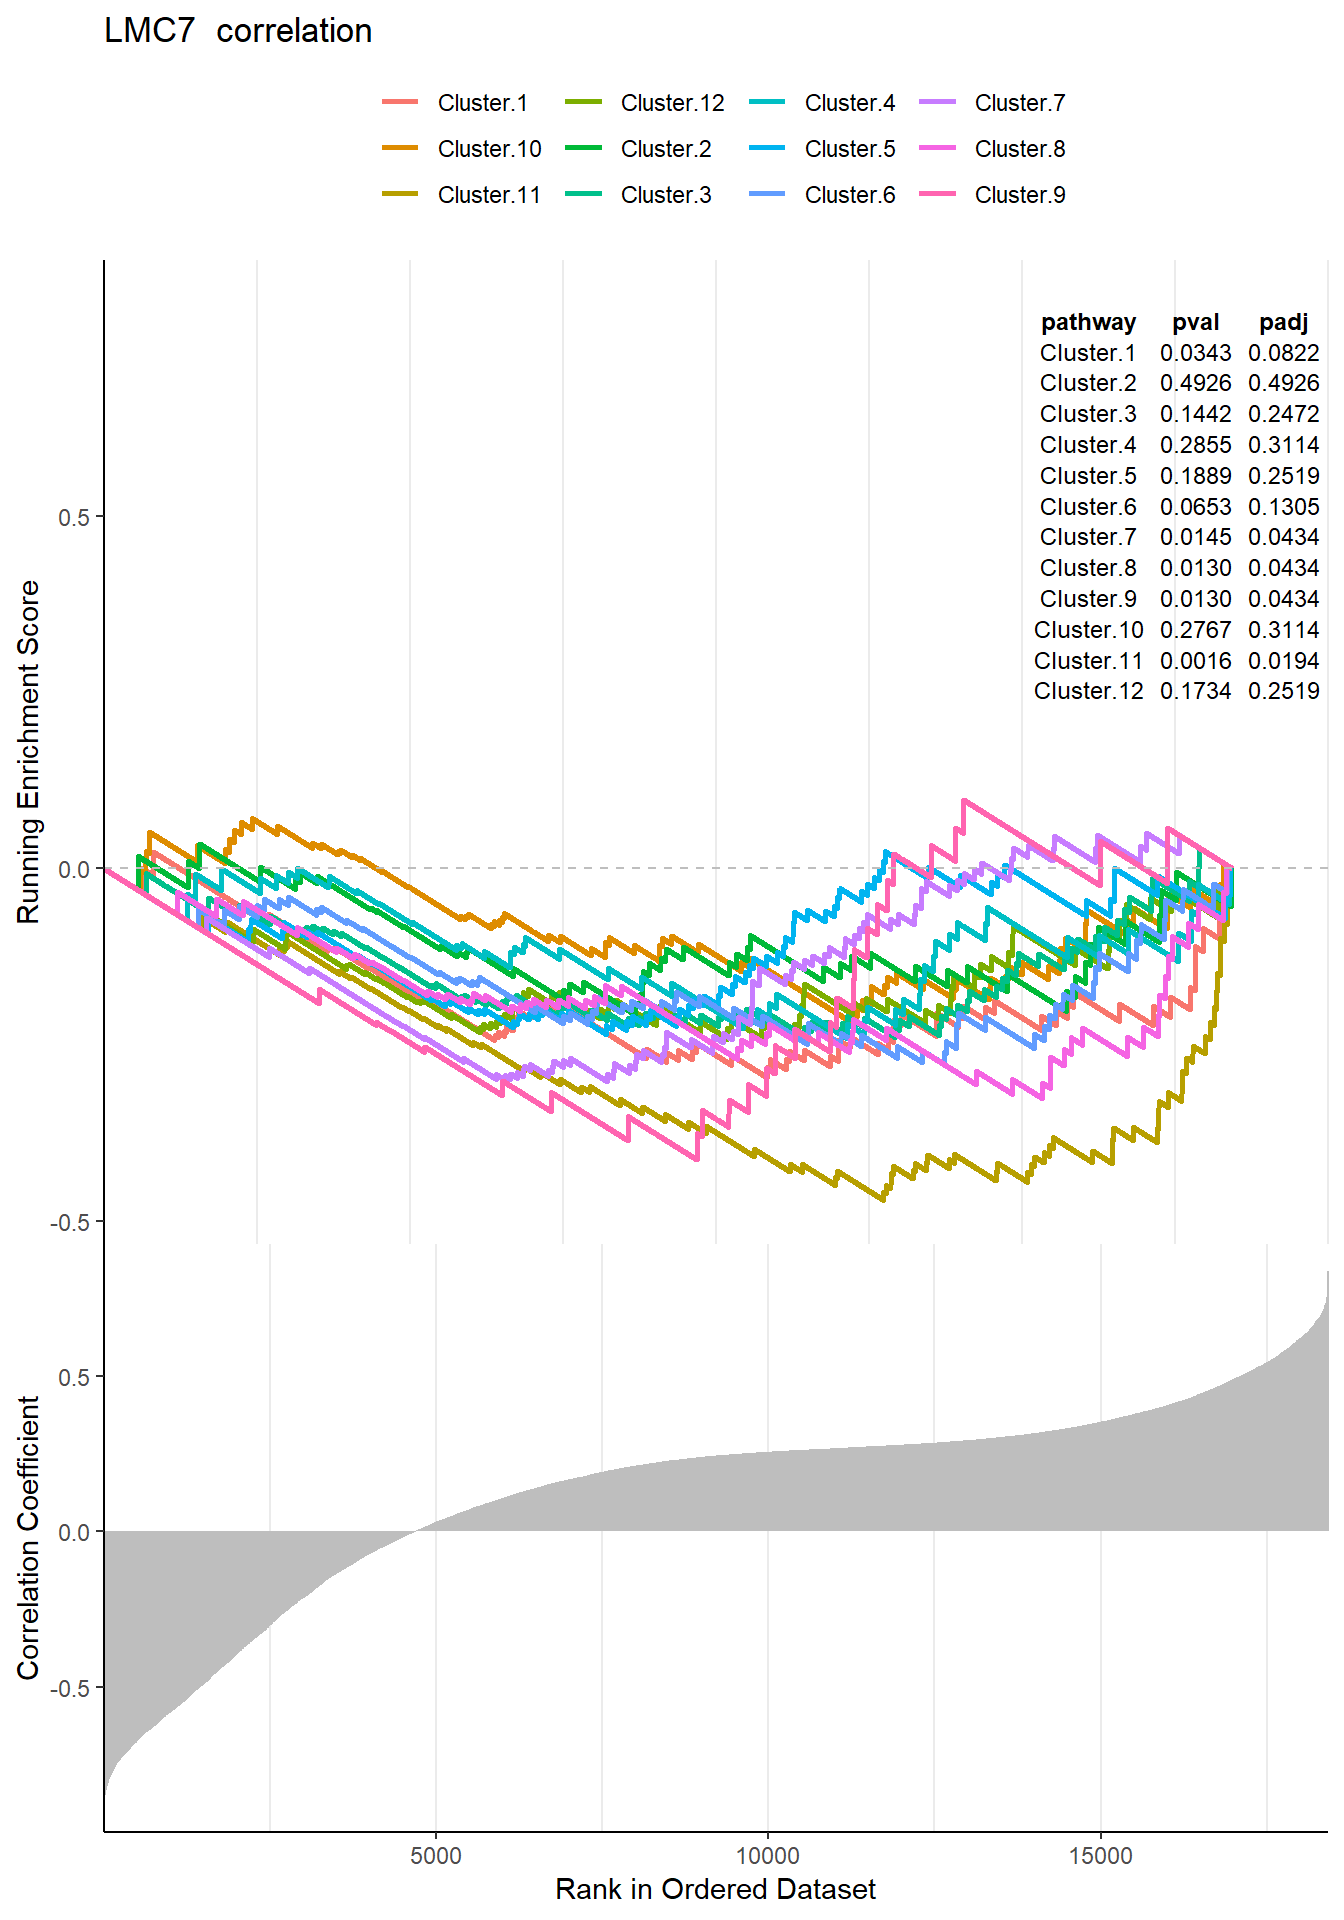 LMC7  correlation
Cluster.1 Cluster.12 Cluster.4 Cluster.7
Cluster.10 Cluster.2 Cluster.5 Cluster.8
Cluster.11 Cluster.3 Cluster.6 Cluster.9
pathway pval padj
Cluster.1 0.0343 0.0822
Cluster.2 0.4926 0.4926
Cluster.3 0.1442 0.2472
Cluster.4 0.2855 0.3114
Cluster.5 0.1889 0.2519
Cluster.6 0.0653 0.1305
Cluster.7 0.0145 0.0434
Cluster.8 0.0130 0.0434
Cluster.9 0.0130 0.0434
Cluster.10 0.2767 0.3114
Cluster.11 0.0016 0.0194
Cluster.12 0.1734 0.2519
Running Enrichment Score
0.5
0.0
-0.5
Correlation Coefficient
0.5
0.0
-0.5
5000 10000 15000
Rank in Ordered Dataset